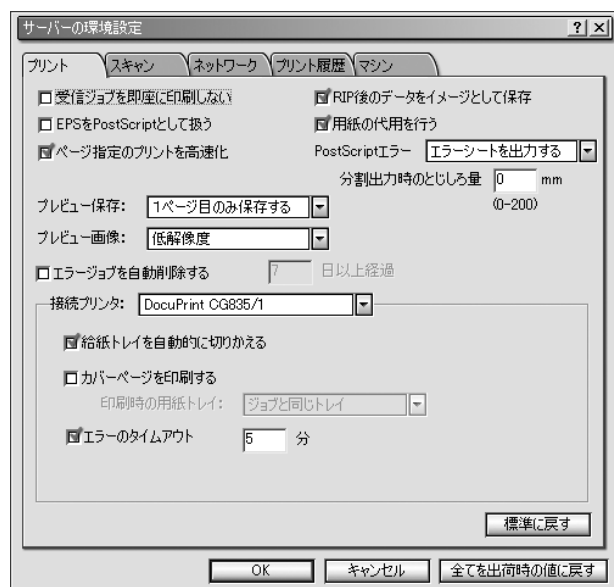 サーバーの環境設定
プリント スキャン ネットワーク プリント履歴 マシン
受信ジョブを即座に印刷しない
RIP後のデータをイメージとして保存
EPSをPostScriptとして扱う
用紙の代用を行う
ページ指定のプリントを高速化
PostScriptエラー エラーシートを出力する
分割出力時のとじしろ量 0 mm
(0-200)
プレビュー保存: 1ページ目のみ保存する
プレビュー画像: 低解像度
エラージョブを自動削除する 7 日以上経過
接続プリンタ: DocuPrint CG835/1
給紙トレイを自動的に切りかえる
カバーページを印刷する
印刷時の用紙トレイ: ジョブと同じトレイ
エラーのタイムアウト 5 分
標準に戻す
OK キャンセル 全てを出荷時の値に戻す